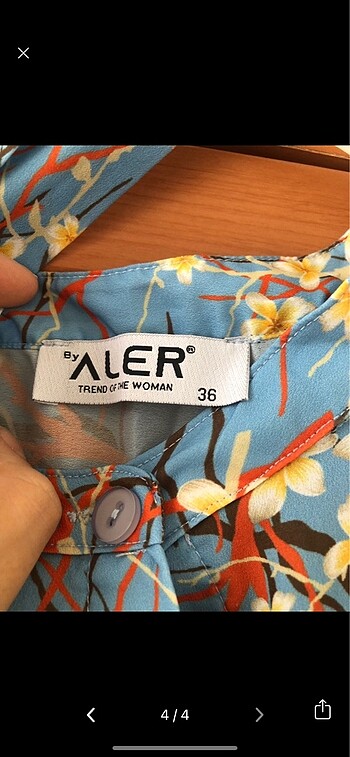 By ALER®
TREND OF THE WOMAN
36
4/4